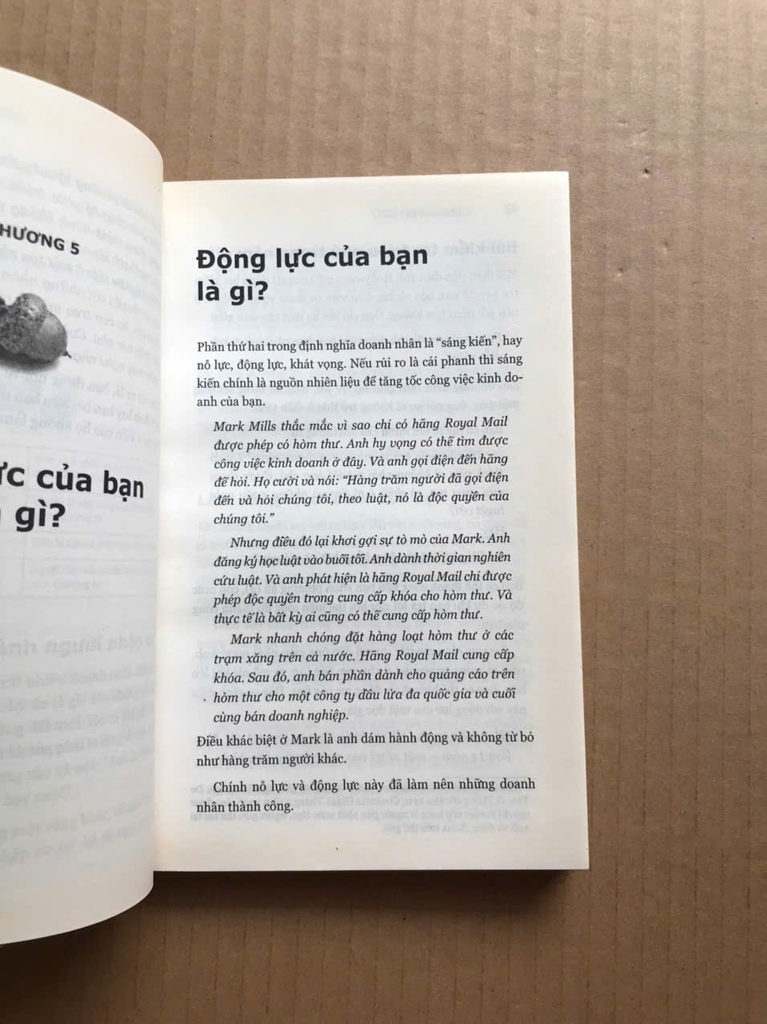 HƯƠNG 5
ực của bạn
gì?
Động lực của bạn
là gì?
Phần thứ hai trong định nghĩa doanh nhân là “sáng kiến”, hay
nỗ lực, động lực, khát vọng. Nếu rủi ro là cái phanh thì sáng
kiến chính là nguồn nhiên liệu để tăng tốc công việc kinh do-
anh của bạn.
Mark Mills thắc mắc vì sao chỉ có hãng Royal Mail
được phép có hòm thư. Anh hy vọng có thể tìm được
công việc kinh doanh ở đây. Và anh gọi điện đến hãng
để hỏi. Họ cười và nói: “Hàng trăm người đã gọi điện
đến và hỏi chúng tôi, theo luật, nó là độc quyền của
chúng tôi.”
Nhưng điều đó lại khơi gợi sự tò mò của Mark. Anh
đăng ký học luật vào buổi tối. Anh dành thời gian nghiên
cứu luật. Và anh phát hiện là hãng Royal Mail chỉ được
phép độc quyền trong cung cấp khóa cho hòm thư. Và
thực tế là bất kỳ ai cũng có thể cung cấp hòm thư.
Mark nhanh chóng đặt hàng loạt hòm thư ở các
trạm xăng trên cả nước. Hãng Royal Mail cung cấp
khóa. Sau đó, anh bán phần dành cho quảng cáo trên
hòm thư cho một công ty dầu lửa đa quốc gia và cuối
cùng bán doanh nghiệp.
Điều khác biệt ở Mark là anh dám hành động và không từ bỏ
như hàng trăm người khác.
Chính nỗ lực và động lực này đã làm nên những doanh
nhân thành công.